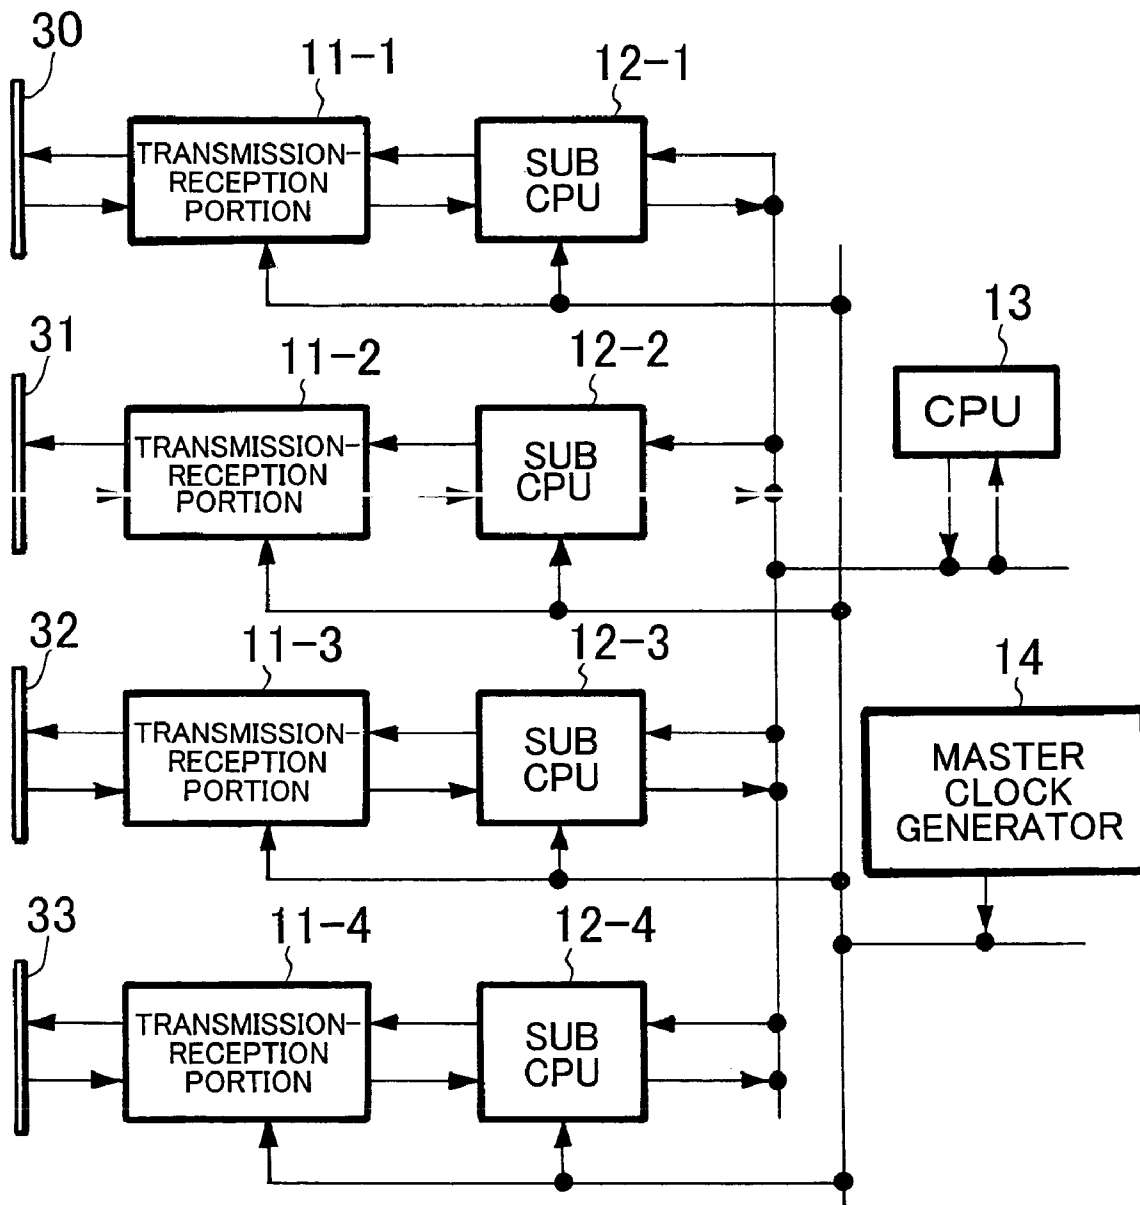 30
11-1
12-1
TRANSMISSION-
RECEPTION
PORTION
SUB
CPU
31
11-2
12-2
13
TRANSMISSION-
RECEPTION
PORTION
SUB
CPU
CPU
32
11-3
12-3
14
TRANSMISSION-
RECEPTION
PORTION
SUB
CPU
MASTER
CLOCK
GENERATOR
33
11-4
12-4
TRANSMISSION-
RECEPTION
PORTION
SUB
CPU